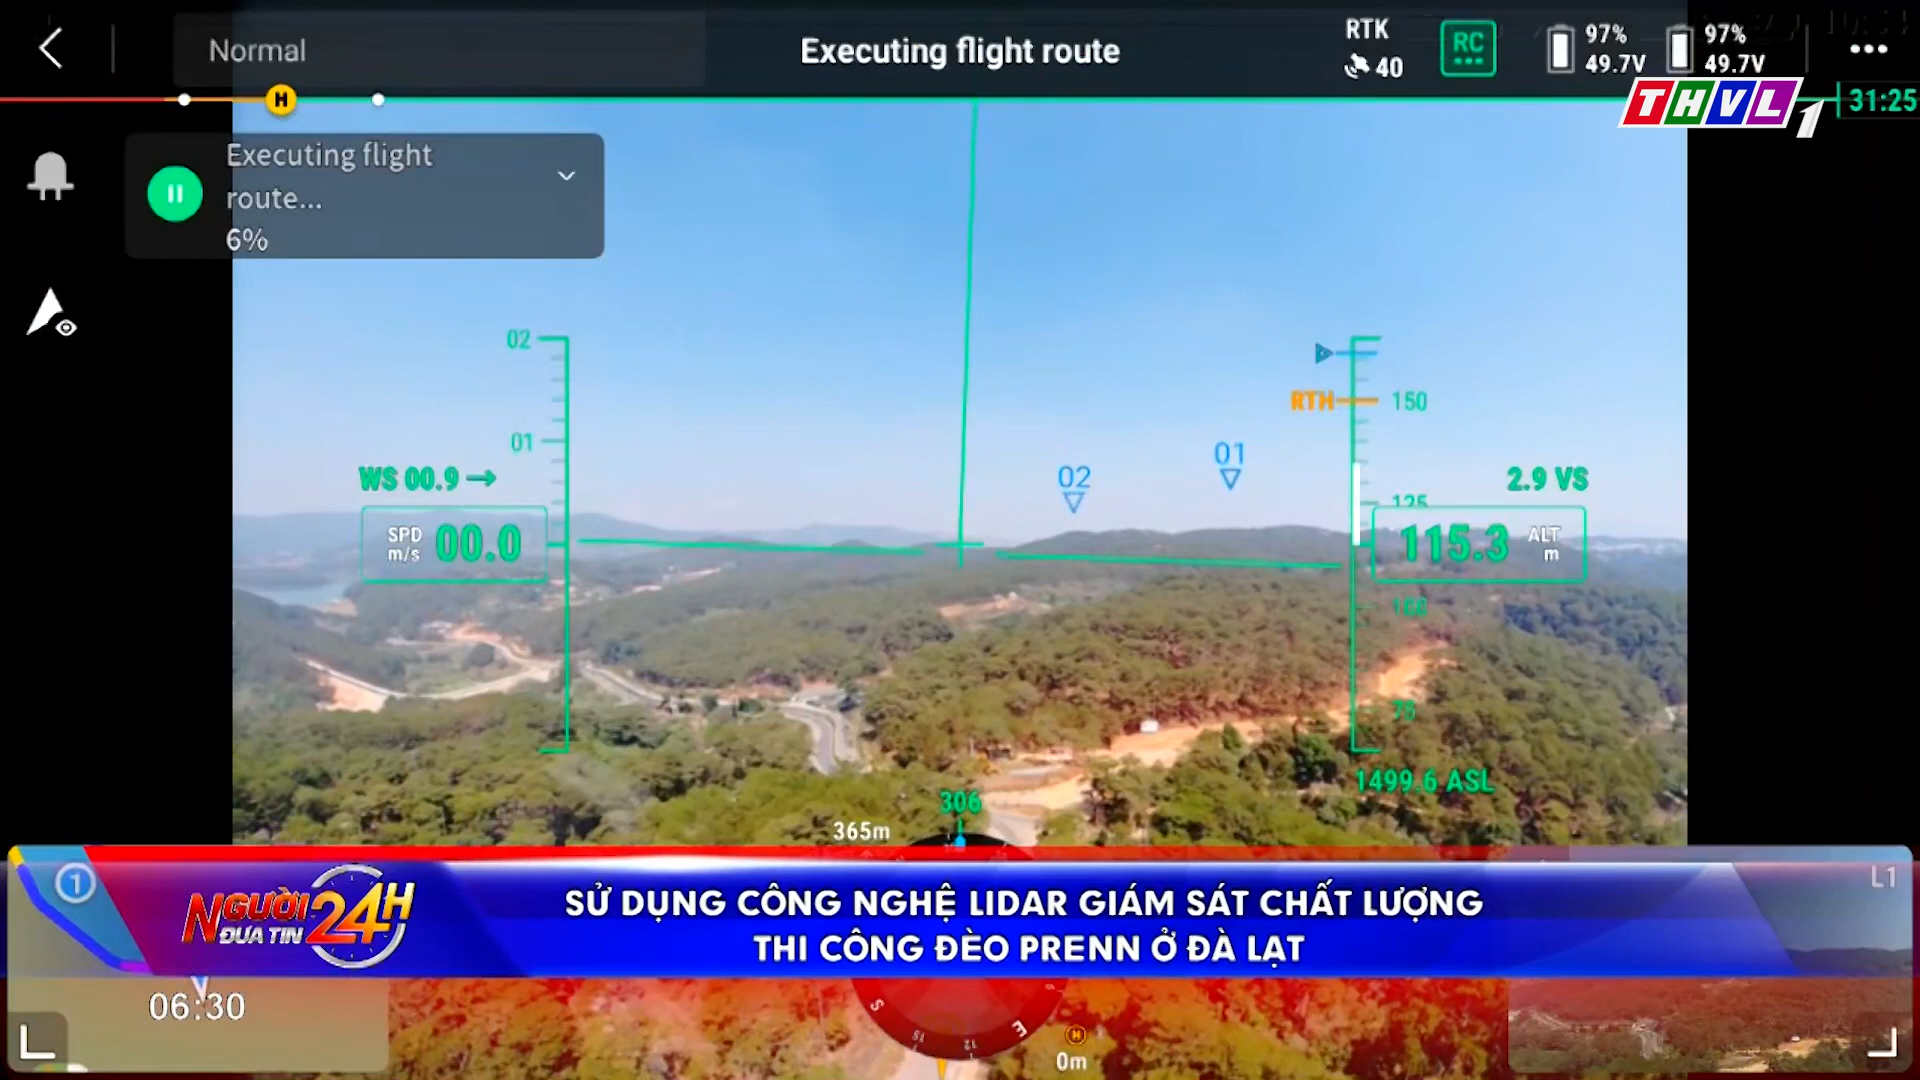 Normal
Executing flight route
RTK
40
RC
97%
49.7V
97%
49.7V
THVL1
31:25
Executing flight
route...
6%
02
01
WS 00.9
SPD
m/s
00.0
02
01
RTH
150
125
100
75
2.9 VS
115.3
ALT
m
1499.6 ASL
306
365m
1
L1
NGƯỜI
ĐƯA TIN
24H
SỬ DỤNG CÔNG NGHỆ LIDAR GIÁM SÁT CHẤT LƯỢNG
THI CÔNG ĐÈO PRENN Ở ĐÀ LẠT
06:30
S
15
12
E
H
0m